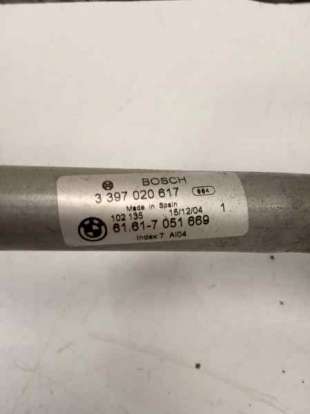 BOSCH
3 397 020 617
Made in Spain
102 135 15/12/04 1
61.61-7 051 669
Index 7 AI04